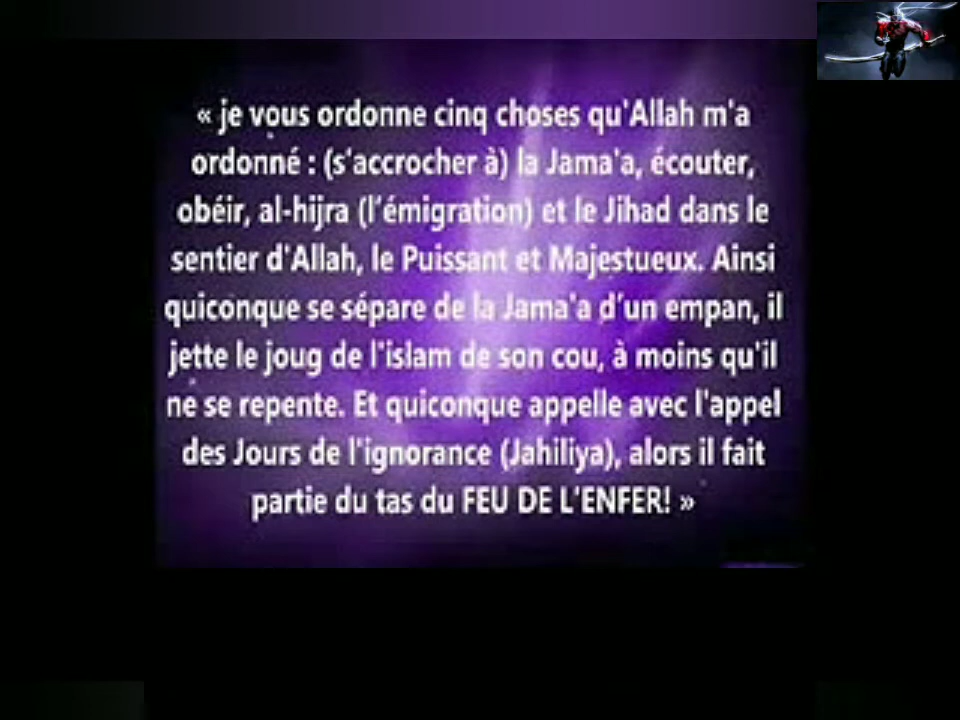 « je vous ordonne cinq choses qu'Allah m'a
ordonné : (s'accrocher à) la Jama'a, écouter,
obéir, al-hijra (l'émigration) et le Jihad dans le
sentier d'Allah, le Puissant et Majestueux. Ainsi
quiconque se sépare de la Jama'a d'un empan, il
jette le joug de l'islam de son cou, à moins qu'il
ne se repente. Et quiconque appelle avec l'appel
des Jours de l'ignorance (Jahiliya), alors il fait
partie du tas du FEU DE L'ENFER! »